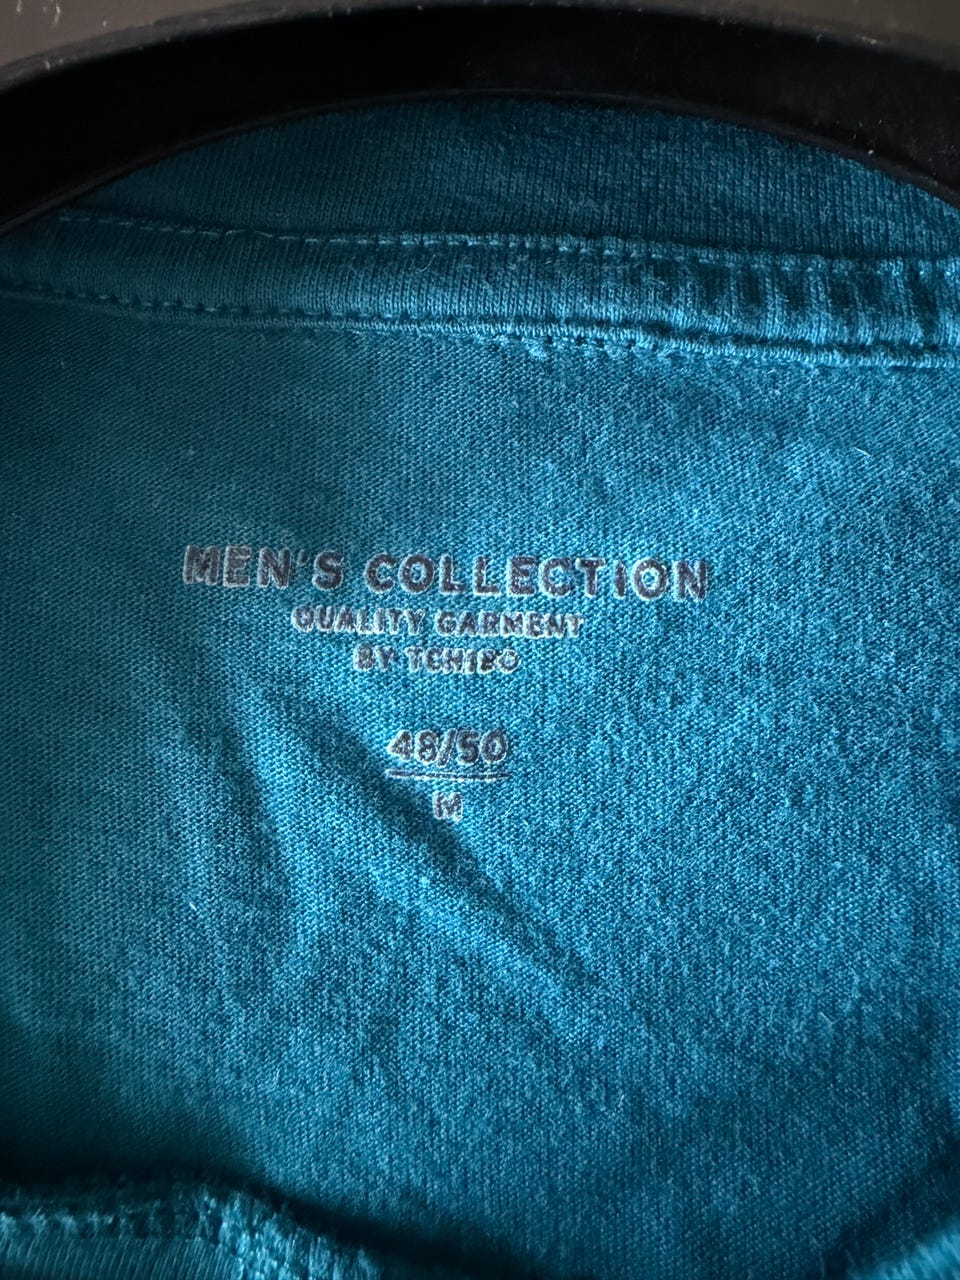 MEN'S COLLECTION
QUALITY GARMENT
BY TCHIBO
48/50
M